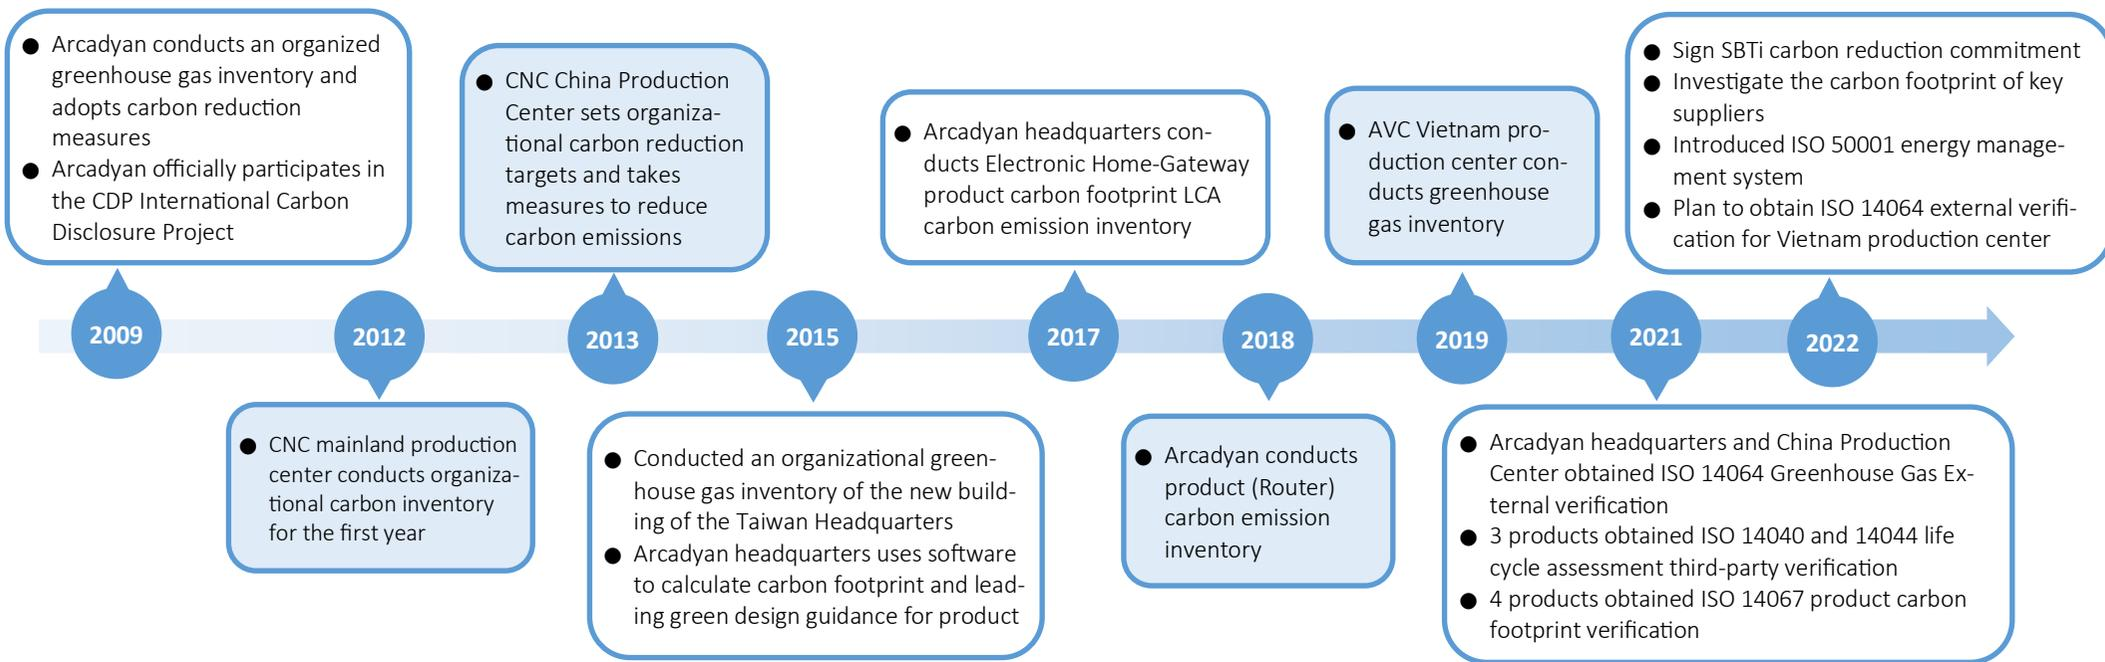 ● Arcadyan conducts an organized
greenhouse gas inventory and
adopts carbon reduction
measures
● Arcadyan officially participates in
the CDP International Carbon
Disclosure Project
2009
2012
● CNC mainland production
center conducts organiza-
tional carbon inventory
for the first year
● CNC China Production
Center sets organiza-
tional carbon reduction
targets and takes
measures to reduce
carbon emissions
2013
2015
● Conducted an organizational green-
house gas inventory of the new build-
ing of the Taiwan Headquarters
● Arcadyan headquarters uses software
to calculate carbon footprint and lead-
ing green design guidance for product
● Arcadyan headquarters con-
ducts Electronic Home-Gateway
product carbon footprint LCA
carbon emission inventory
2017
2018
● Arcadyan conducts
product (Router)
carbon emission
inventory
● AVC Vietnam pro-
duction center con-
ducts greenhouse
gas inventory
2019
2021
● Arcadyan headquarters and China Production
Center obtained ISO 14064 Greenhouse Gas Ex-
ternal verification
● 3 products obtained ISO 14040 and 14044 life
cycle assessment third-party verification
● 4 products obtained ISO 14067 product carbon
footprint verification
● Sign SBTi carbon reduction commitment
● Investigate the carbon footprint of key
suppliers
● Introduced ISO 50001 energy manage-
ment system
● Plan to obtain ISO 14064 external verifi-
cation for Vietnam production center
2022